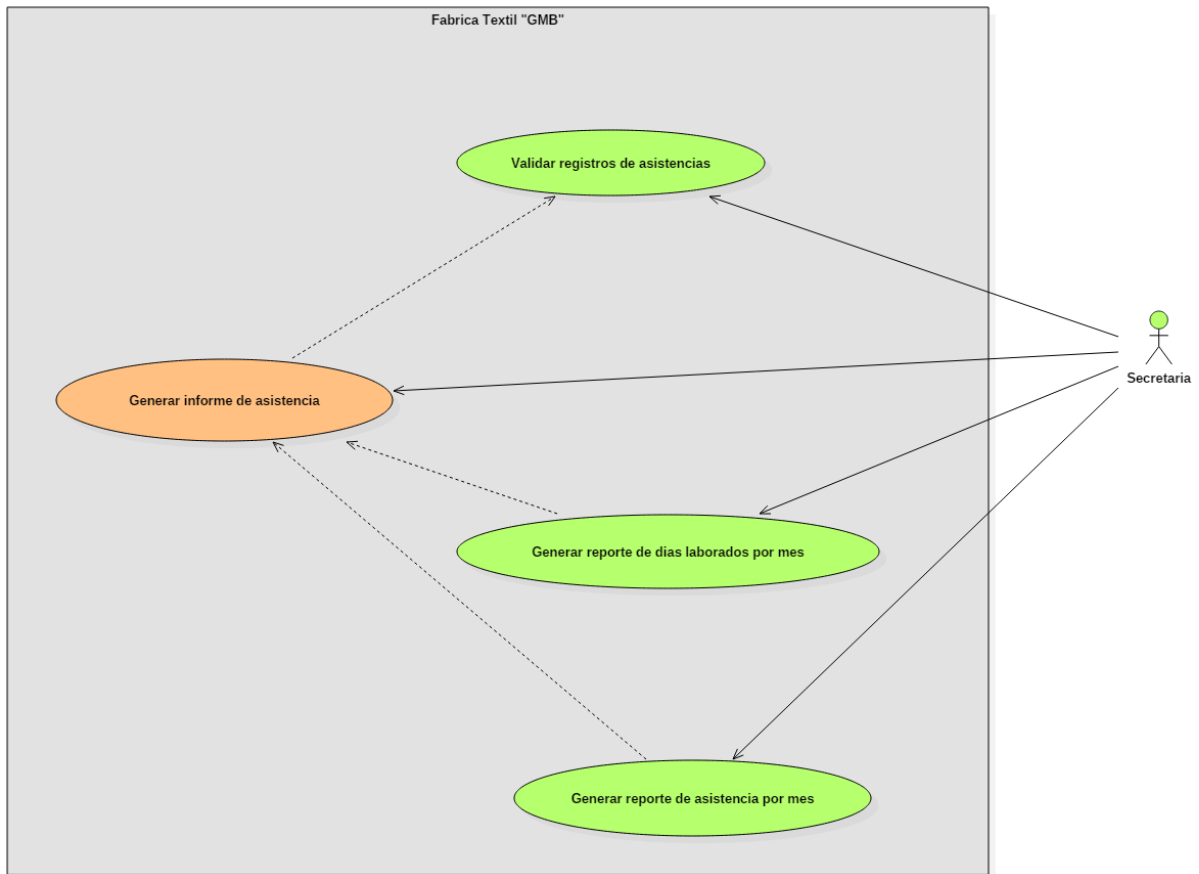 Fabrica Textil "GMB"
Validar registros de asistencias
Secretaria
Generar informe de asistencia
Generar reporte de dias laborados por mes
Generar reporte de asistencia por mes